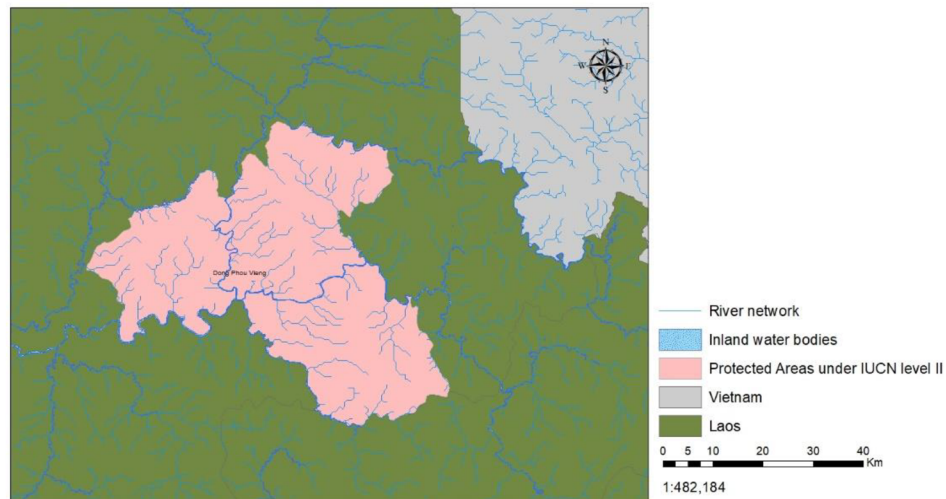 N
W E
S
Dong Phou Vieng
River network
Inland water bodies
Protected Areas under IUCN level II
Vietnam
Laos
0 5 10 20 30 40
Km
1:482,184